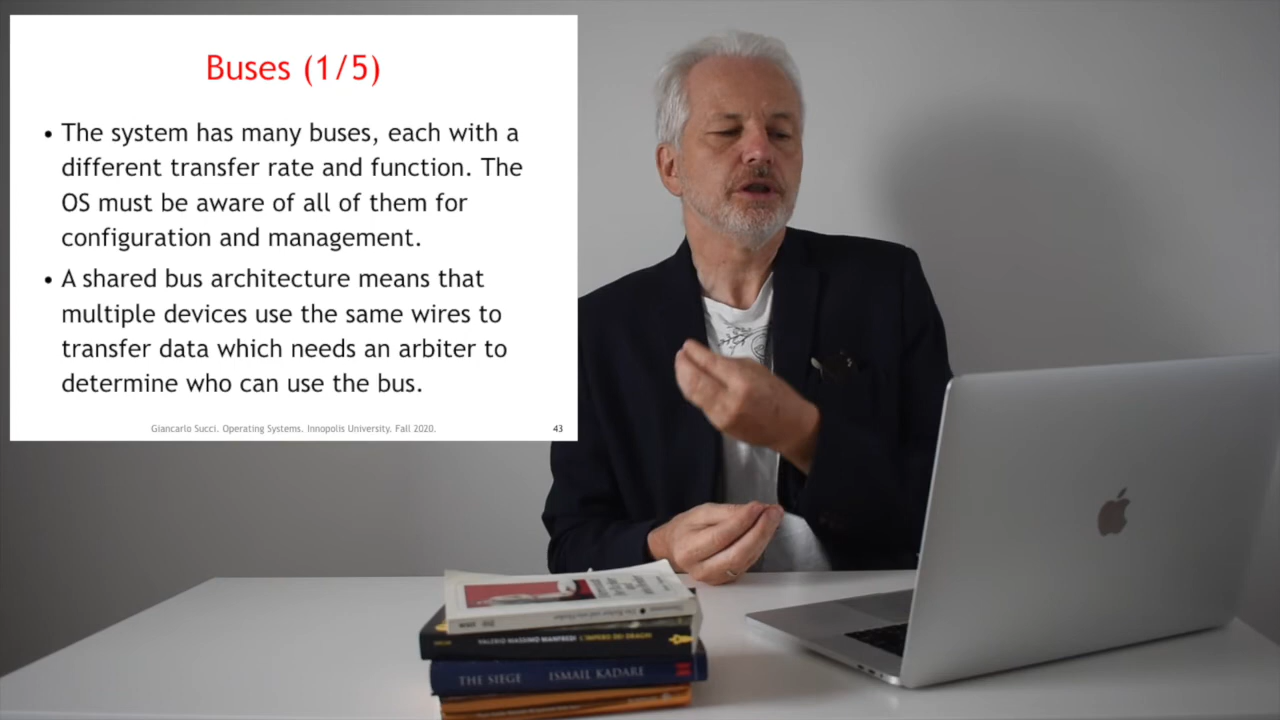 Buses (1/5)
• The system has many buses, each with a
different transfer rate and function. The
OS must be aware of all of them for
configuration and management.
• A shared bus architecture means that
multiple devices use the same wires to
transfer data which needs an arbiter to
determine who can use the bus.
Giancarlo Succi. Operating Systems. Innopolis University. Fall 2020.
43
VALERIO MASSIMO MANFREDI L'IMPERO DEI DRAGHI
THE SIEGE ISMAIL KADARE